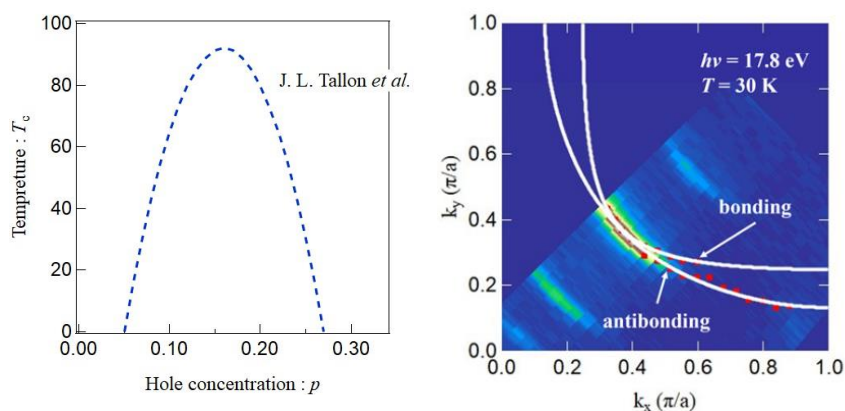 100
80
60
40
20
0
Tempreture : Tc
0.00 0.10 0.20 0.30
Hole concentration : p
J. L. Tallon et al.
1.0
0.8
0.6
0.4
0.2
0.0
ky (π/a)
0.0 0.2 0.4 0.6 0.8 1.0
kx (π/a)
hν = 17.8 eV
T = 30 K
bonding
antibonding